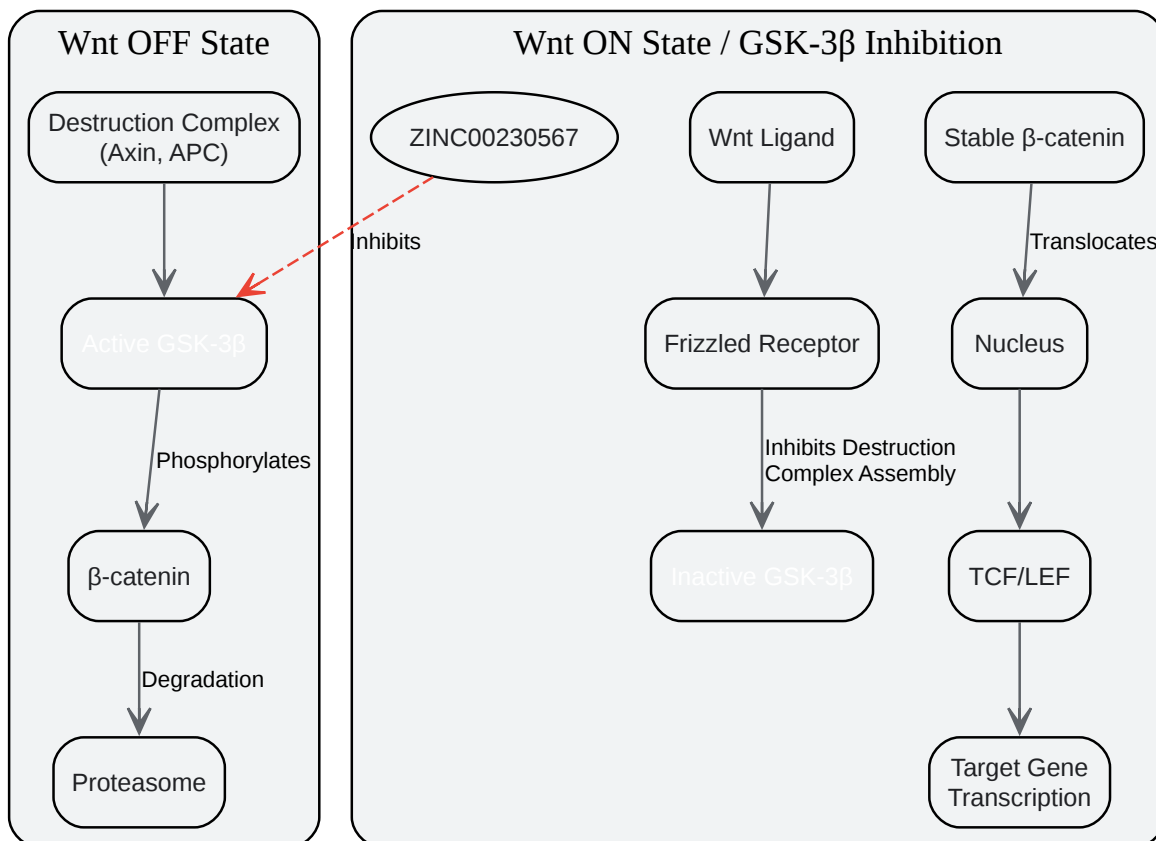 Wnt OFF State
Destruction Complex
(Axin, APC)
Active GSK-3β
Phosphorylates
β-catenin
Degradation
Proteasome
Wnt ON State / GSK-3β Inhibition
ZINC00230567
Inhibits
Wnt Ligand
Frizzled Receptor
Inhibits Destruction
Complex Assembly
Inactive GSK-3β
Stable β-catenin
Translocates
Nucleus
TCF/LEF
Target Gene
Transcription